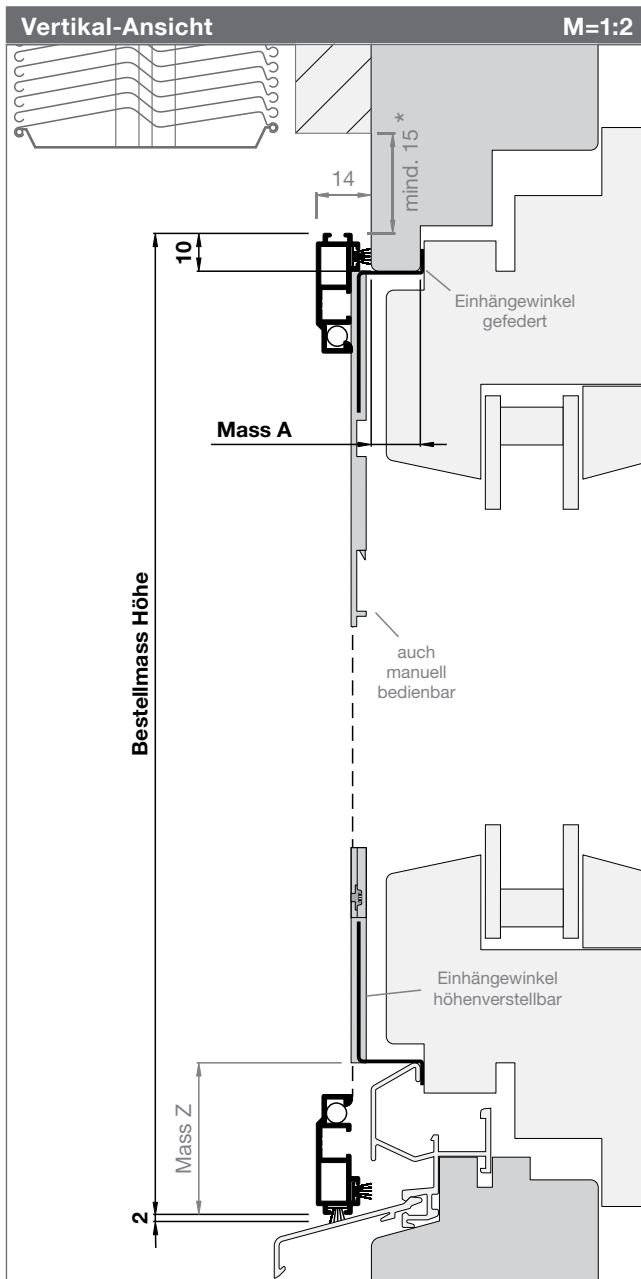 Vertikal-Ansicht M=1:2
14
mind. 15 *
10
Einhängewinkel
gefedert
Mass A
Bestellmass Höhe
auch
manuell
bedienbar
Einhängewinkel
höhenverstellbar
Mass Z
2